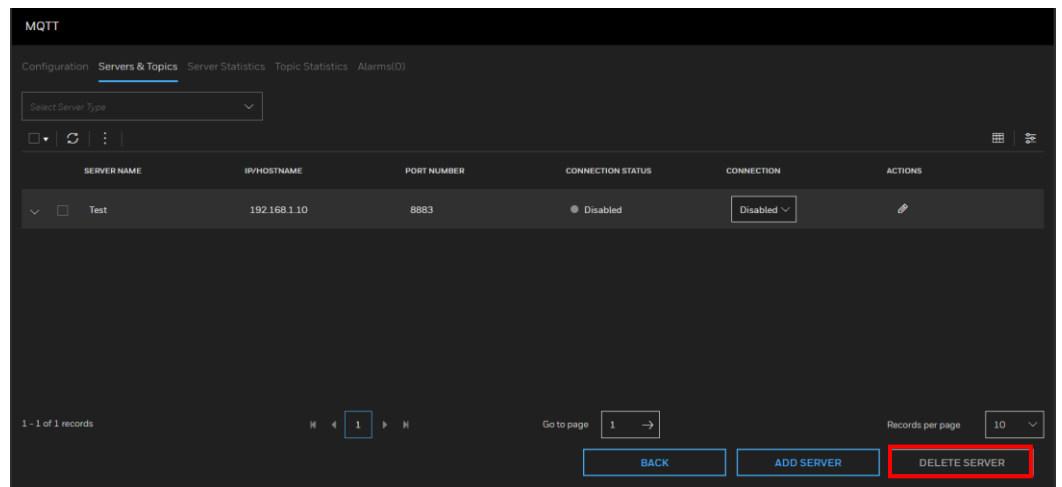 MQTT
Configuration Servers & Topics Server Statistics Topic Statistics Alarms(0)
Select Server Type
SERVER NAME IP/HOSTNAME PORT NUMBER CONNECTION STATUS CONNECTION ACTIONS
Test 192.168.1.10 8883 Disabled Disabled
1 - 1 of 1 records 1 Go to page 1 Records per page 10
BACK ADD SERVER DELETE SERVER